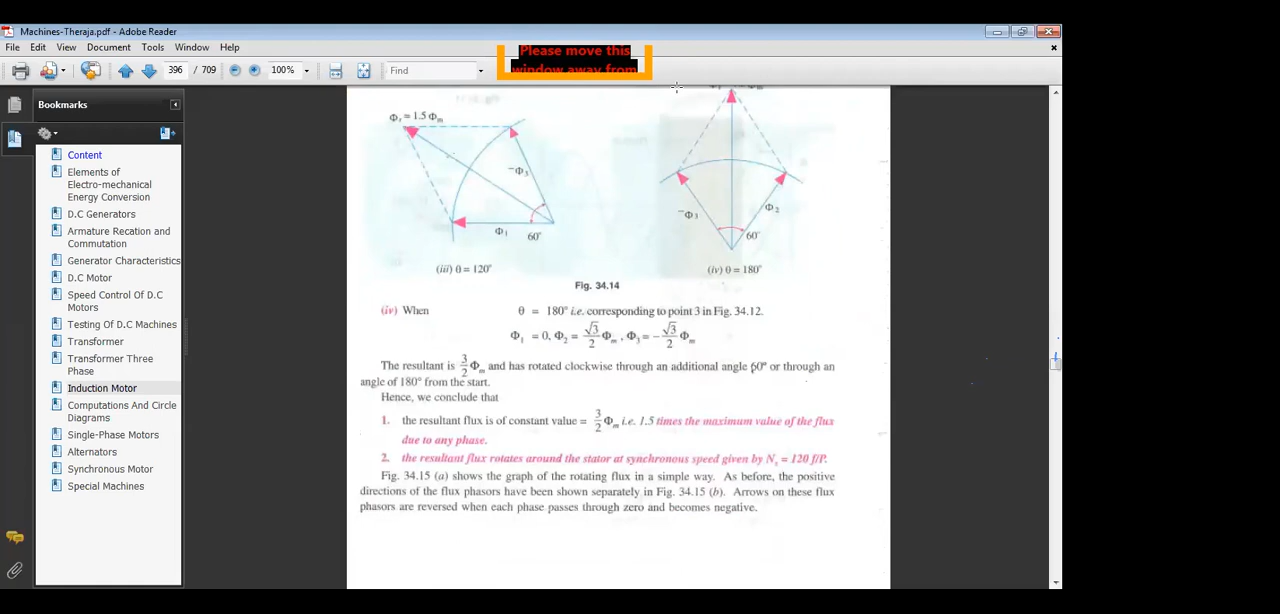 Machines-Theraja.pdf - Adobe Reader
File Edit View Document Tools Window Help
Please move this
window away from
396 / 709 100% Find
Bookmarks
Content
Elements of
Electro-mechanical
Energy Conversion
D.C Generators
Armature Recation and
Commutation
Generator Characteristics
D.C Motor
Speed Control Of D.C
Motors
Testing Of D.C Machines
Transformer
Transformer Three
Phase
Induction Motor
Computations And Circle
Diagrams
Single-Phase Motors
Alternators
Synchronous Motor
Special Machines
Φr = 1.5 Φm
−Φ3
Φ1
60°
(iii) θ = 120°
−Φ3
Φ2
60°
(iv) θ = 180°
Fig. 34.14
(iv) When θ = 180° i.e. corresponding to point 3 in Fig. 34.12.
Φ1 = 0, Φ2 = √3/2 Φm , Φ3 = − √3/2 Φm
The resultant is 3/2 Φm and has rotated clockwise through an additional angle 60° or through an
angle of 180° from the start.
Hence, we conclude that
1. the resultant flux is of constant value = 3/2 Φm i.e. 1.5 times the maximum value of the flux
due to any phase.
2. the resultant flux rotates around the stator at synchronous speed given by Ns = 120 f/P.
Fig. 34.15 (a) shows the graph of the rotating flux in a simple way. As before, the positive
directions of the flux phasors have been shown separately in Fig. 34.15 (b). Arrows on these flux
phasors are reversed when each phase passes through zero and becomes negative.